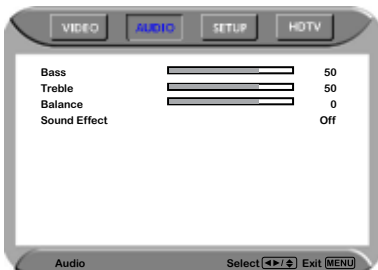 VIDEO AUDIO SETUP HDTV
Bass 50
Treble 50
Balance 0
Sound Effect Off
Audio Select ◄►/♦ Exit MENU